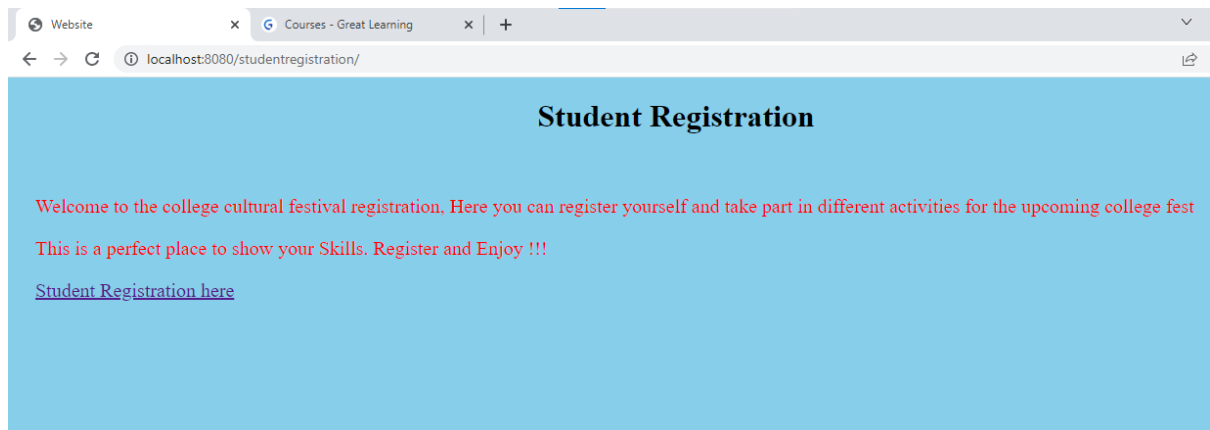 Website
Courses - Great Learning
localhost:8080/studentregistration/
Student Registration
Welcome to the college cultural festival registration, Here you can register yourself and take part in different activities for the upcoming college fest
This is a perfect place to show your Skills. Register and Enjoy !!!
Student Registration here